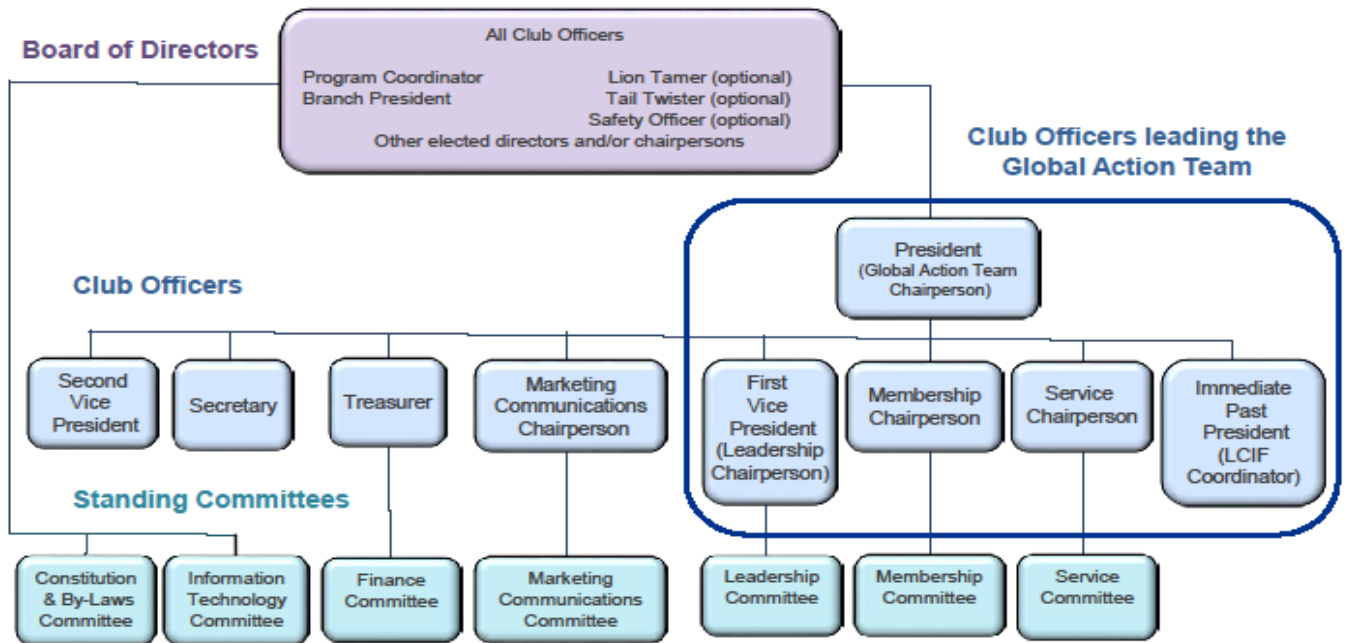 Board of Directors
All Club Officers
Program Coordinator
Lion Tamer (optional)
Branch President
Tail Twister (optional)
Safety Officer (optional)
Other elected directors and/or chairpersons
Club Officers leading the
Global Action Team
President
(Global Action Team
Chairperson)
Club Officers
Second
Vice
President
Secretary
Treasurer
Marketing
Communications
Chairperson
First
Vice
President
(Leadership
Chairperson)
Membership
Chairperson
Service
Chairperson
Immediate
Past
President
(LCIF
Coordinator)
Standing Committees
Constitution
& By-Laws
Committee
Information
Technology
Committee
Finance
Committee
Marketing
Communications
Committee
Leadership
Committee
Membership
Committee
Service
Committee